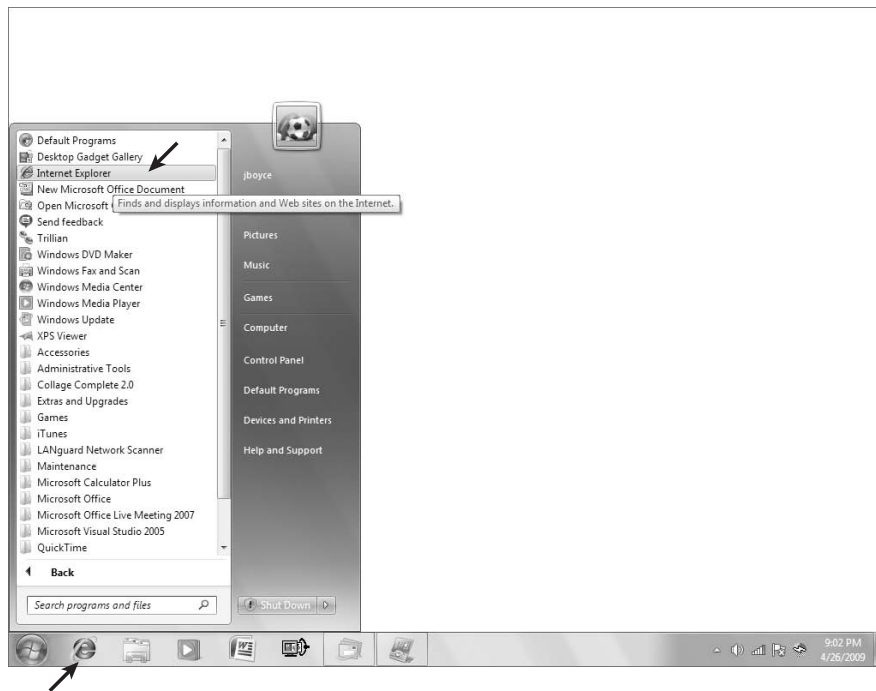 Default Programs
Desktop Gadget Gallery
Internet Explorer
New Microsoft Office Document
Open Microsoft
Finds and displays information and Web sites on the Internet.
Send feedback
Trillian
Windows DVD Maker
Windows Fax and Scan
Windows Media Center
Windows Media Player
Windows Update
XPS Viewer
Accessories
Administrative Tools
Collage Complete 2.0
Extras and Upgrades
Games
iTunes
LANguard Network Scanner
Maintenance
Microsoft Calculator Plus
Microsoft Office
Microsoft Office Live Meeting 2007
Microsoft Visual Studio 2005
QuickTime
Back
Search programs and files
jboyce
Pictures
Music
Games
Computer
Control Panel
Default Programs
Devices and Printers
Help and Support
Shut Down
9:02 PM
4/26/2009